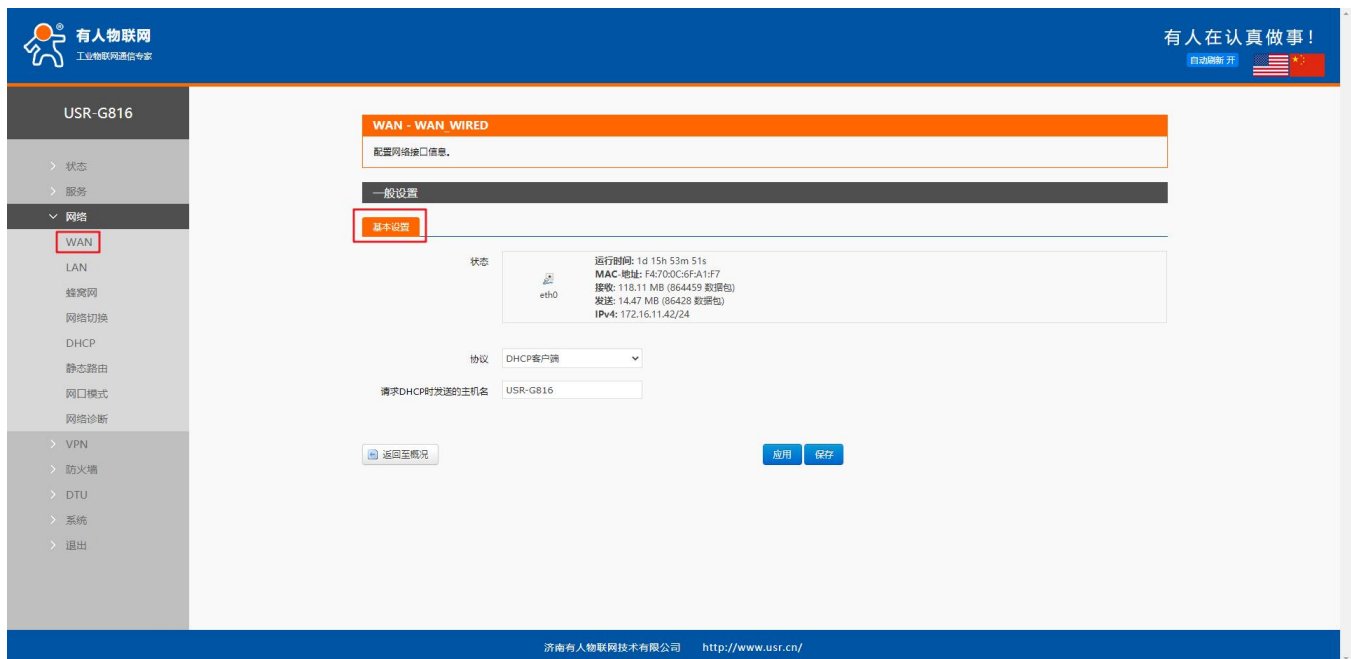 有人物联网
工业物联网通信专家
有人在认真做事！
自动刷新 开
USR-G816
状态
服务
网络
WAN
LAN
蜂窝网
网络切换
DHCP
静态路由
网口模式
网络诊断
VPN
防火墙
DTU
系统
退出
WAN - WAN_WIRED
配置网络接口信息。
一般设置
基本设置
状态
eth0
运行时间: 1d 15h 53m 51s
MAC-地址: F4:70:0C:6F:A1:F7
接收: 118.11 MB (864459 数据包)
发送: 14.47 MB (86428 数据包)
IPv4: 172.16.11.42/24
协议 DHCP客户端
请求DHCP时发送的主机名 USR-G816
返回至概况 应用 保存
济南有人物联网技术有限公司 http://www.usr.cn/